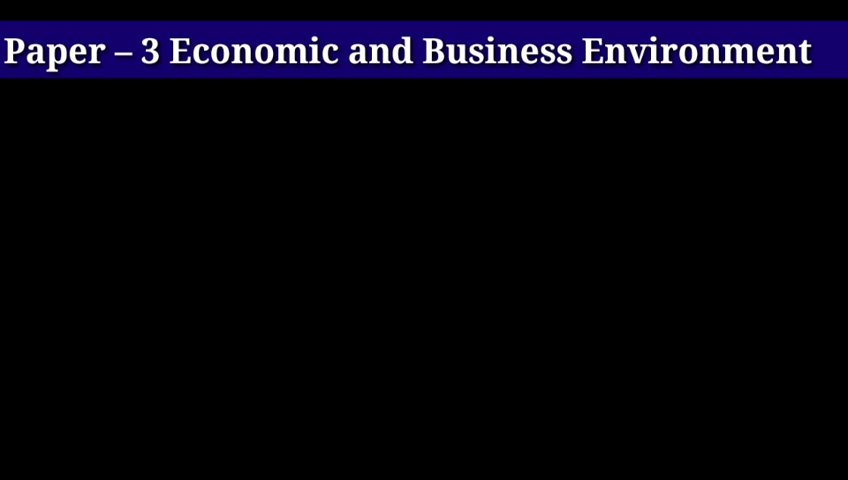 Paper – 3 Economic and Business Environment